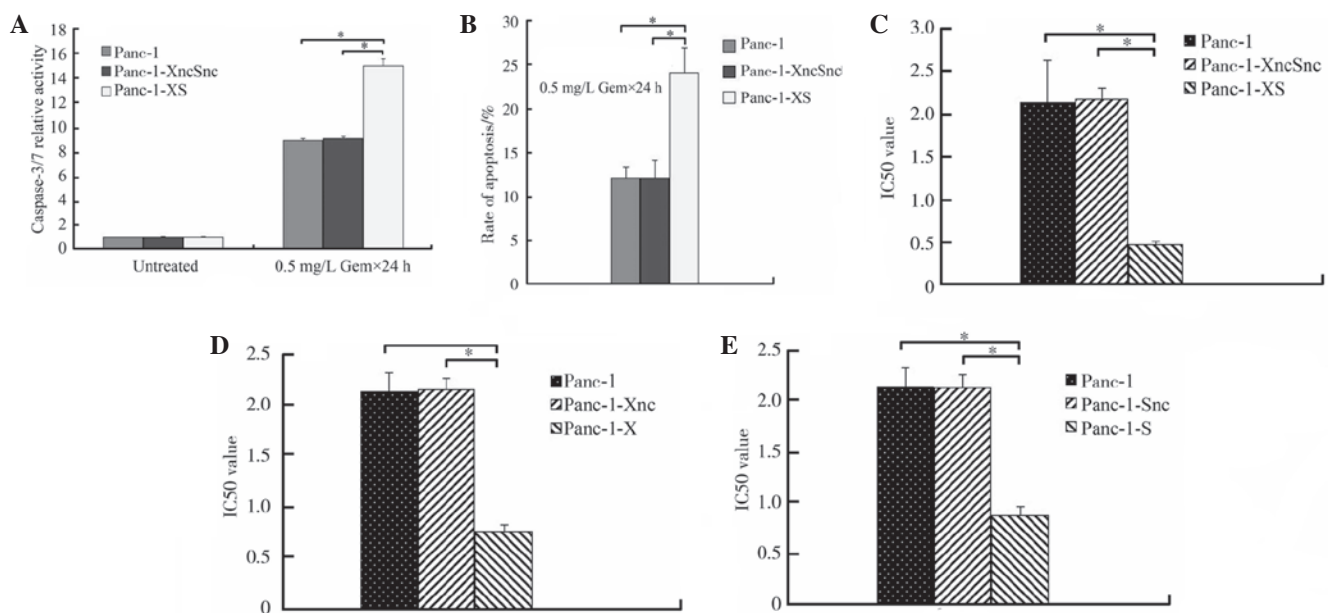 A
Caspase-3/7 relative activity
18
16
14
12
10
8
6
4
2
0
Panc-1
Panc-1-XncSnc
Panc-1-XS
*
*
Untreated
0.5 mg/L Gem×24 h
B
Rate of apoptosis/%
30
25
20
15
10
5
0
0.5 mg/L Gem×24 h
*
*
Panc-1
Panc-1-XncSnc
Panc-1-XS
C
IC50 value
3.0
2.5
2.0
1.5
1.0
0.5
0
*
*
Panc-1
Panc-1-XncSnc
Panc-1-XS
D
IC50 value
2.5
2.0
1.5
1.0
0.5
0
*
Panc-1
Panc-1-Xnc
Panc-1-X
E
IC50 value
2.5
2.0
1.5
1.0
0.5
0
*
*
Panc-1
Panc-1-Snc
Panc-1-S